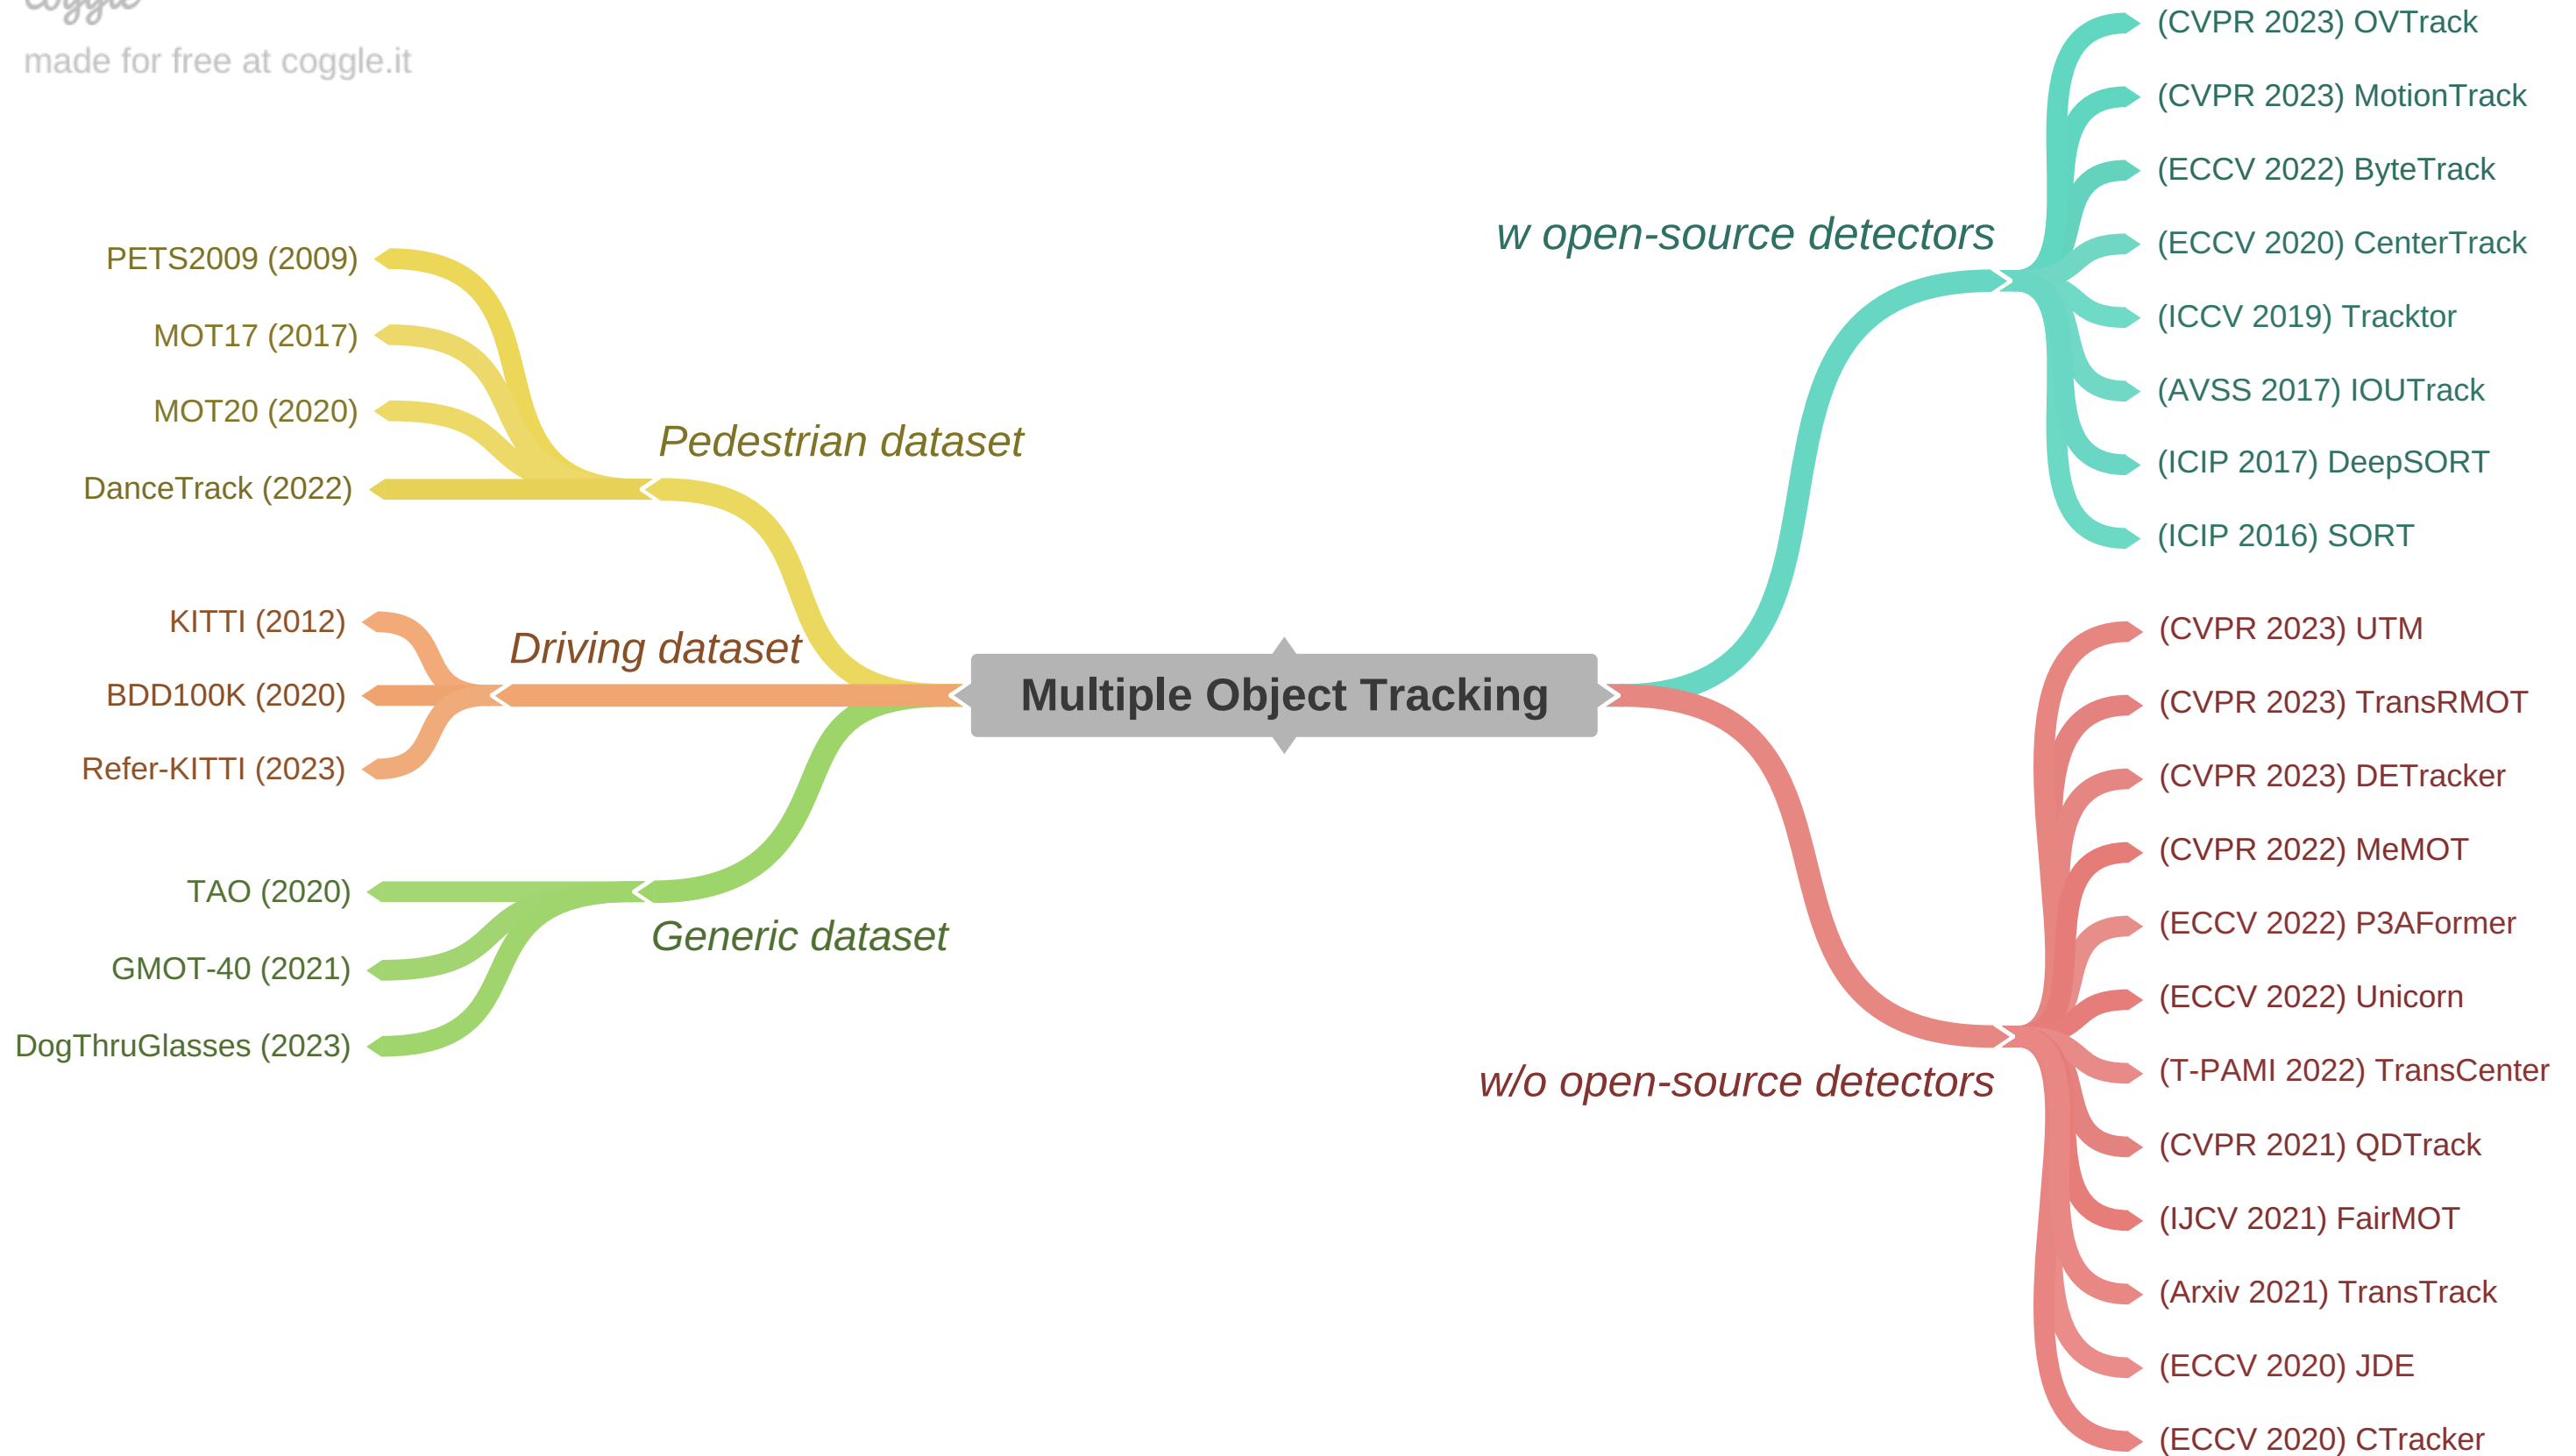 coggle
made for free at coggle.it
PETS2009 (2009)
MOT17 (2017)
MOT20 (2020)
DanceTrack (2022)
Pedestrian dataset
KITTI (2012)
BDD100K (2020)
Refer-KITTI (2023)
Driving dataset
TAO (2020)
GMOT-40 (2021)
DogThruGlasses (2023)
Generic dataset
Multiple Object Tracking
w open-source detectors
(CVPR 2023) OVTrack
(CVPR 2023) MotionTrack
(ECCV 2022) ByteTrack
(ECCV 2020) CenterTrack
(ICCV 2019) Tracktor
(AVSS 2017) IOUTrack
(ICIP 2017) DeepSORT
(ICIP 2016) SORT
w/o open-source detectors
(CVPR 2023) UTM
(CVPR 2023) TransRMOT
(CVPR 2023) DETracker
(CVPR 2022) MeMOT
(ECCV 2022) P3AFormer
(ECCV 2022) Unicorn
(T-PAMI 2022) TransCenter
(CVPR 2021) QDTrack
(IJCV 2021) FairMOT
(Arxiv 2021) TransTrack
(ECCV 2020) JDE
(ECCV 2020) CTracker